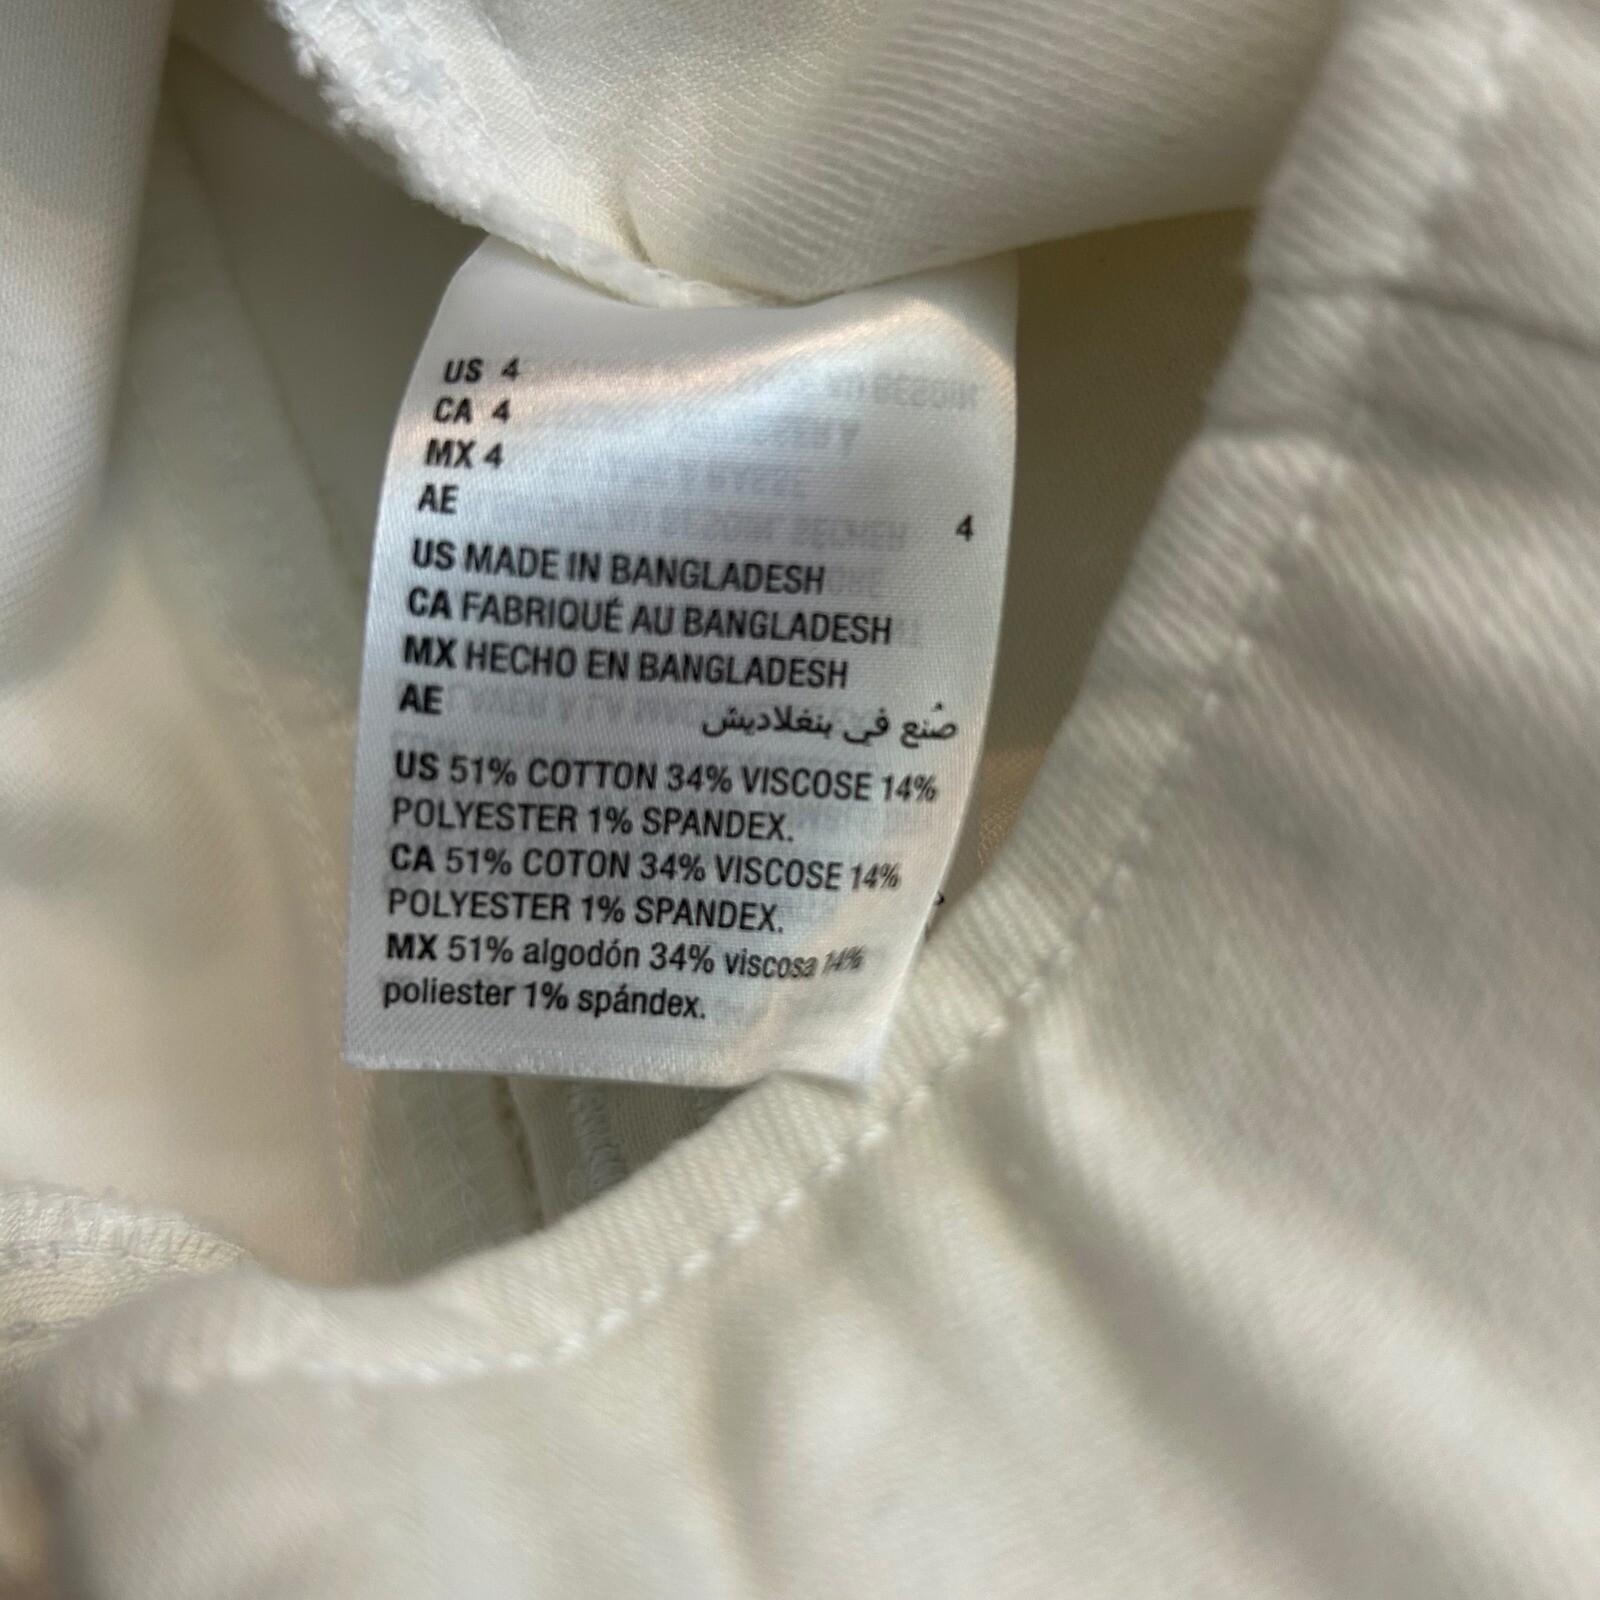 US 4
CA 4
MX 4
AE 4
US MADE IN BANGLADESH
CA FABRIQUÉ AU BANGLADESH
MX HECHO EN BANGLADESH
AE صُنع في بنغلاديش
US 51% COTTON 34% VISCOSE 14%
POLYESTER 1% SPANDEX.
CA 51% COTON 34% VISCOSE 14%
POLYESTER 1% SPANDEX.
MX 51% algodón 34% viscosa 14%
poliester 1% spándex.